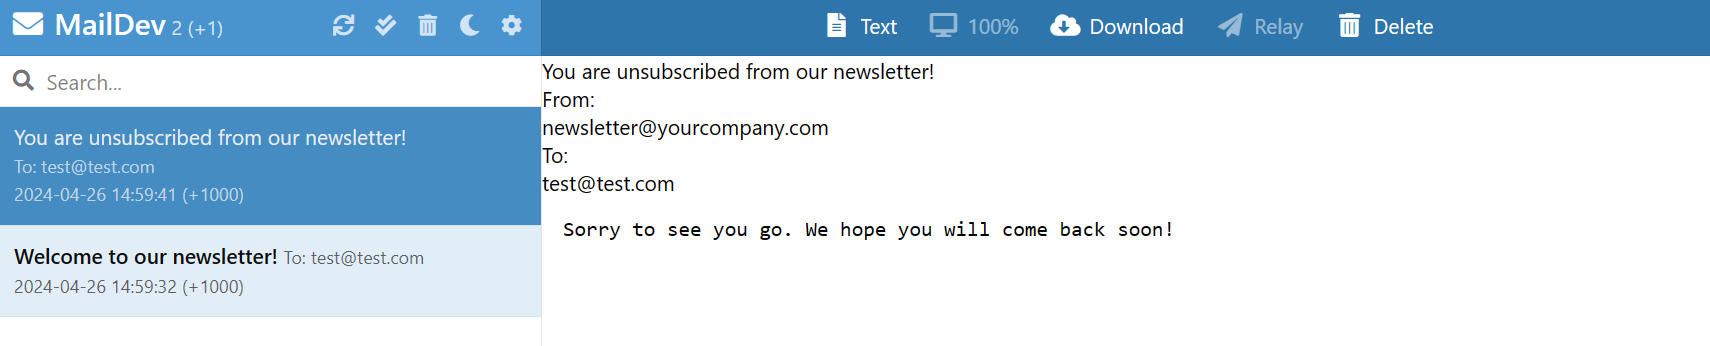 MailDev 2 (+1)
Text 100% Download Relay Delete
Search...
You are unsubscribed from our newsletter!
To: test@test.com
2024-04-26 14:59:41 (+1000)
Welcome to our newsletter! To: test@test.com
2024-04-26 14:59:32 (+1000)
You are unsubscribed from our newsletter!
From:
newsletter@yourcompany.com
To:
test@test.com
Sorry to see you go. We hope you will come back soon!